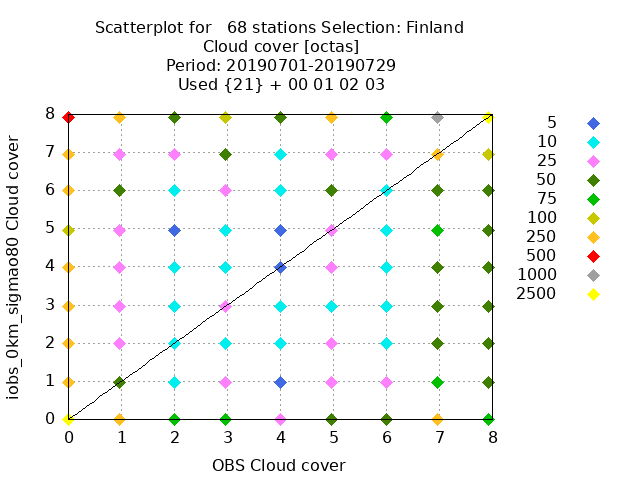 Scatterplot for   68 stations Selection: Finland
Cloud cover [octas]
Period: 20190701-20190729
Used {21} + 00 01 02 03
iobs_0km_sigmao80 Cloud cover
8
7
6
5
4
3
2
1
0
0 1 2 3 4 5 6 7 8
OBS Cloud cover
5
10
25
50
75
100
250
500
1000
2500